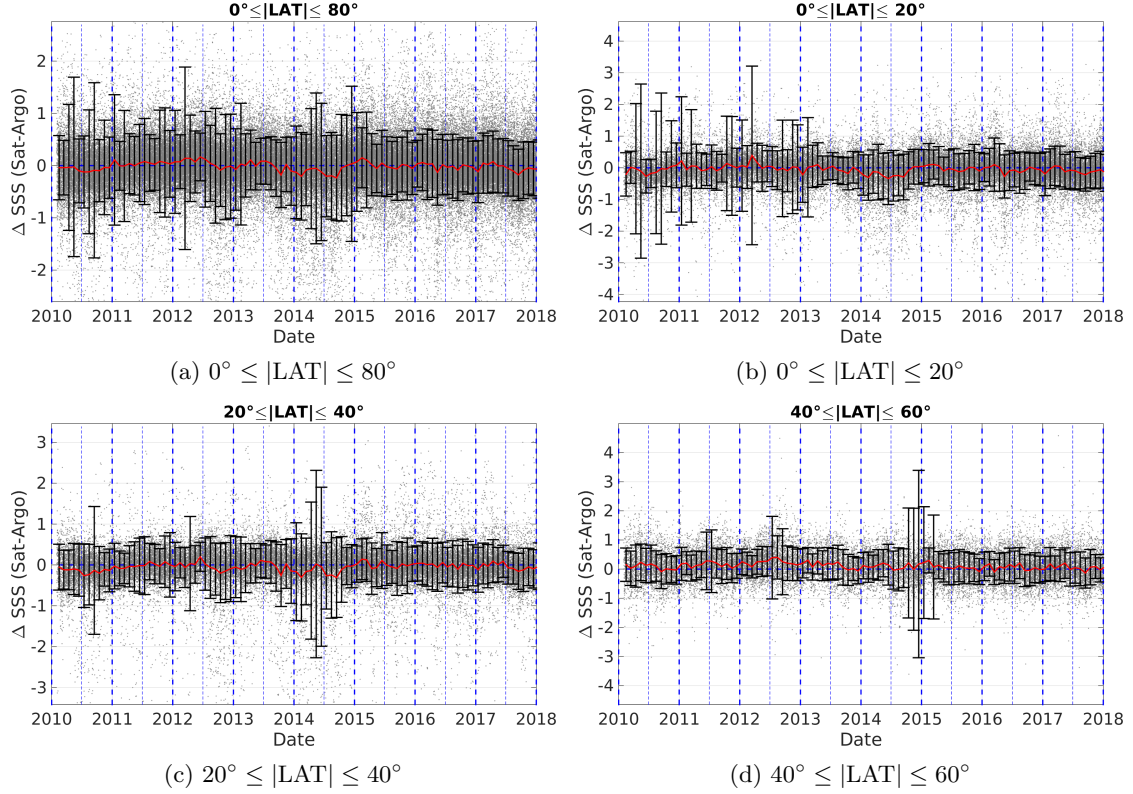 0°≤|LAT|≤ 80°
Δ SSS (Sat-Argo)
2
1
0
-1
-2
2010 2011 2012 2013 2014 2015 2016 2017 2018
Date
(a) 0° ≤ |LAT| ≤ 80°
0°≤|LAT|≤ 20°
Δ SSS (Sat-Argo)
4
3
2
1
0
-1
-2
-3
-4
2010 2011 2012 2013 2014 2015 2016 2017 2018
Date
(b) 0° ≤ |LAT| ≤ 20°
20°≤|LAT|≤ 40°
Δ SSS (Sat-Argo)
3
2
1
0
-1
-2
-3
2010 2011 2012 2013 2014 2015 2016 2017 2018
Date
(c) 20° ≤ |LAT| ≤ 40°
40°≤|LAT|≤ 60°
Δ SSS (Sat-Argo)
4
3
2
1
0
-1
-2
-3
-4
2010 2011 2012 2013 2014 2015 2016 2017 2018
Date
(d) 40° ≤ |LAT| ≤ 60°